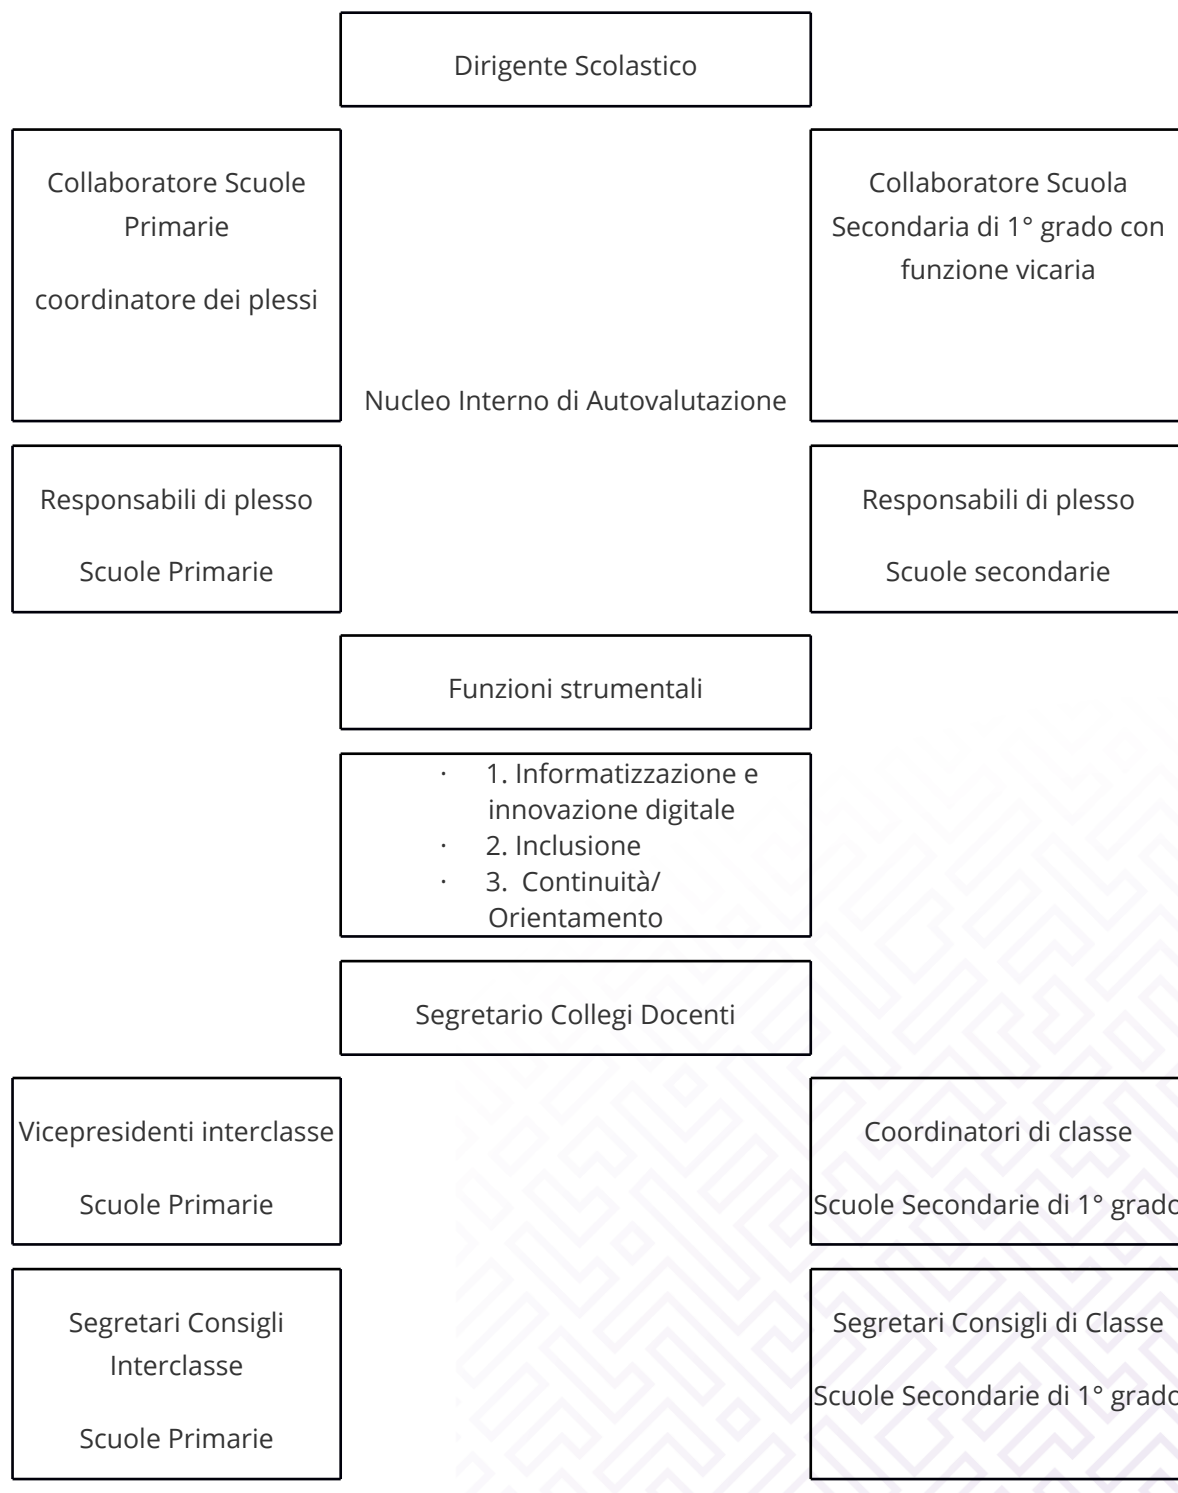 Dirigente Scolastico
Collaboratore Scuole
Primarie
coordinatore dei plessi
Nucleo Interno di Autovalutazione
Collaboratore Scuola
Secondaria di 1° grado con
funzione vicaria
Responsabili di plesso
Scuole Primarie
Responsabili di plesso
Scuole secondarie
Funzioni strumentali
· 1. Informatizzazione e
innovazione digitale
· 2. Inclusione
· 3. Continuità/
Orientamento
Segretario Collegi Docenti
Vicepresidenti interclasse
Scuole Primarie
Coordinatori di classe
Scuole Secondarie di 1° grado
Segretari Consigli
Interclasse
Scuole Primarie
Segretari Consigli di Classe
Scuole Secondarie di 1° grado